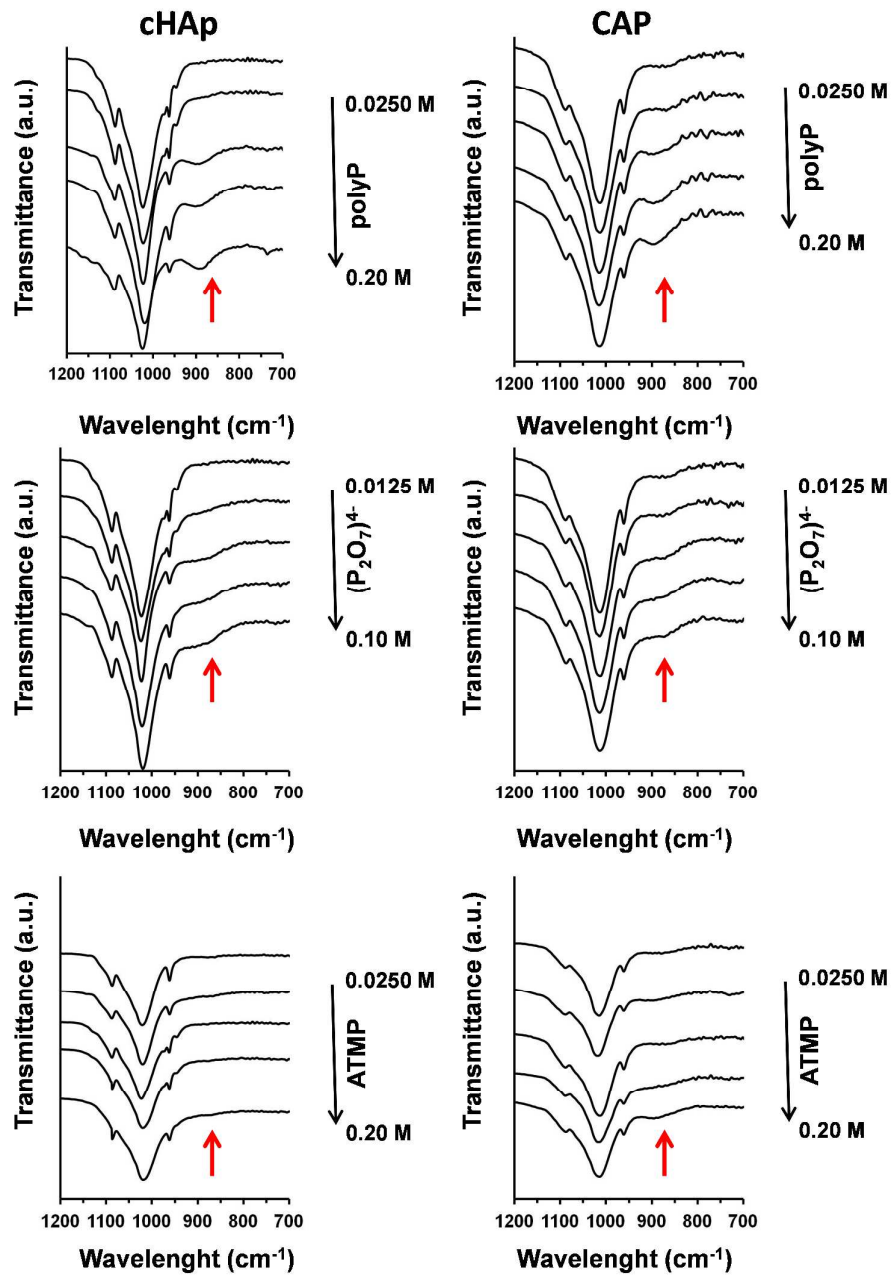 cHAp
CAP
Transmittance (a.u.)
0.0250 M
polyP
0.20 M
1200 1100 1000 900 800 700
Wavelenght (cm-1)
Transmittance (a.u.)
0.0250 M
polyP
0.20 M
1200 1100 1000 900 800 700
Wavelenght (cm-1)
Transmittance (a.u.)
0.0125 M
(P2O7)4-
0.10 M
1200 1100 1000 900 800 700
Wavelenght (cm-1)
Transmittance (a.u.)
0.0125 M
(P2O7)4-
0.10 M
1200 1100 1000 900 800 700
Wavelenght (cm-1)
Transmittance (a.u.)
0.0250 M
ATMP
0.20 M
1200 1100 1000 900 800 700
Wavelenght (cm-1)
Transmittance (a.u.)
0.0250 M
ATMP
0.20 M
1200 1100 1000 900 800 700
Wavelenght (cm-1)